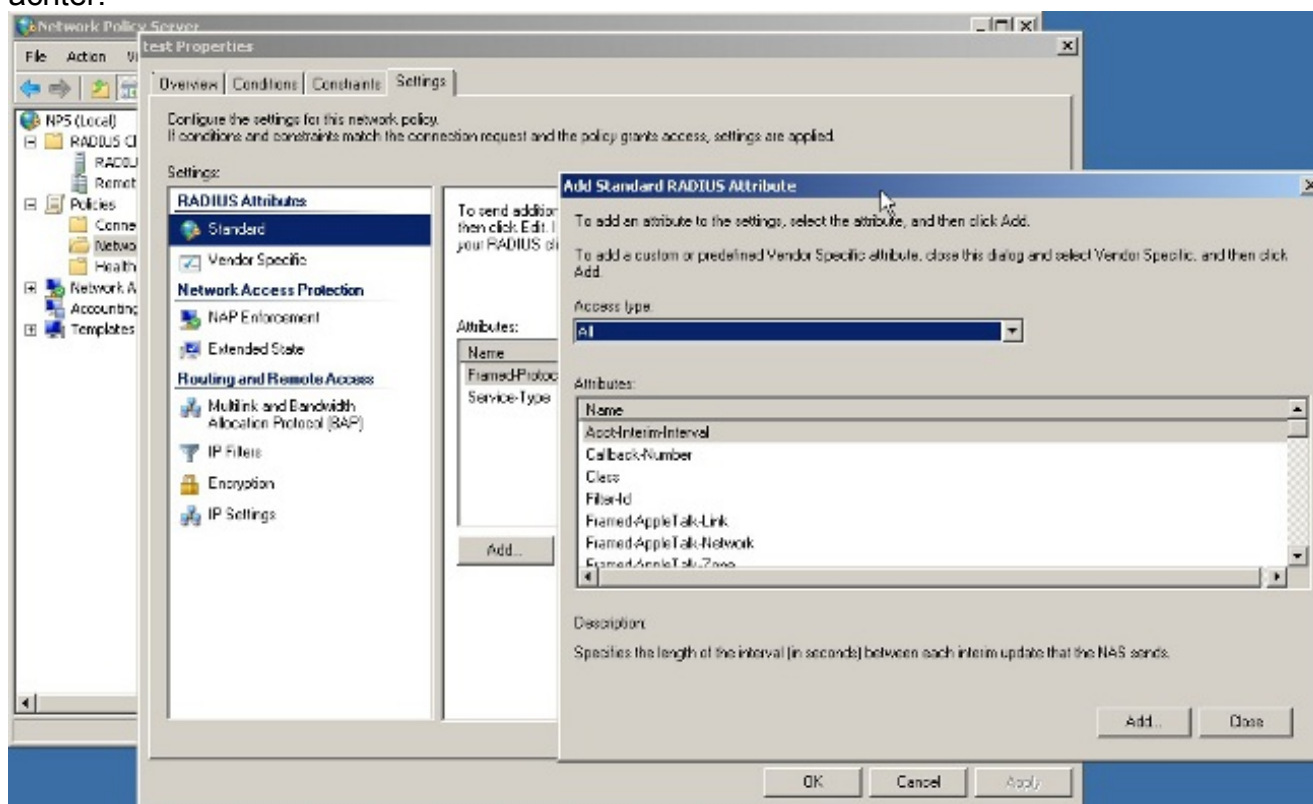 achter.
Network Policy Server
File Action Vi
NPS (Local)
RADIUS Cl
RADIU
Remot
Policies
Conne
Netwo
Health
Network A
Accounting
Templates
test Properties
Overview Conditions Constraints Settings
Configure the settings for this network policy.
If conditions and constraints match the connection request and the policy grants access, settings are applied.
Settings:
RADIUS Attributes
Standard
Vendor Specific
Network Access Protection
NAP Enforcement
Extended State
Routing and Remote Access
Multilink and Bandwidth
Allocation Protocol (BAP)
IP Filters
Encryption
IP Settings
To send addition
then click Edit. I
your RADIUS cli
Attributes:
Name
Framed-Protoc
Service-Type
Add...
Add Standard RADIUS Attribute
To add an attribute to the settings, select the attribute, and then click Add.
To add a custom or predefined Vendor Specific attribute, close this dialog and select Vendor Specific, and then click
Add.
Access type:
All
Attributes:
Name
Acct-Interim-Interval
Callback-Number
Class
Filter-Id
Framed-AppleTalk-Link
Framed-AppleTalk-Network
Framed-AppleTalk-Zone
Description:
Specifies the length of the interval (in seconds) between each interim update that the NAS sends.
Add... Close
OK Cancel Apply